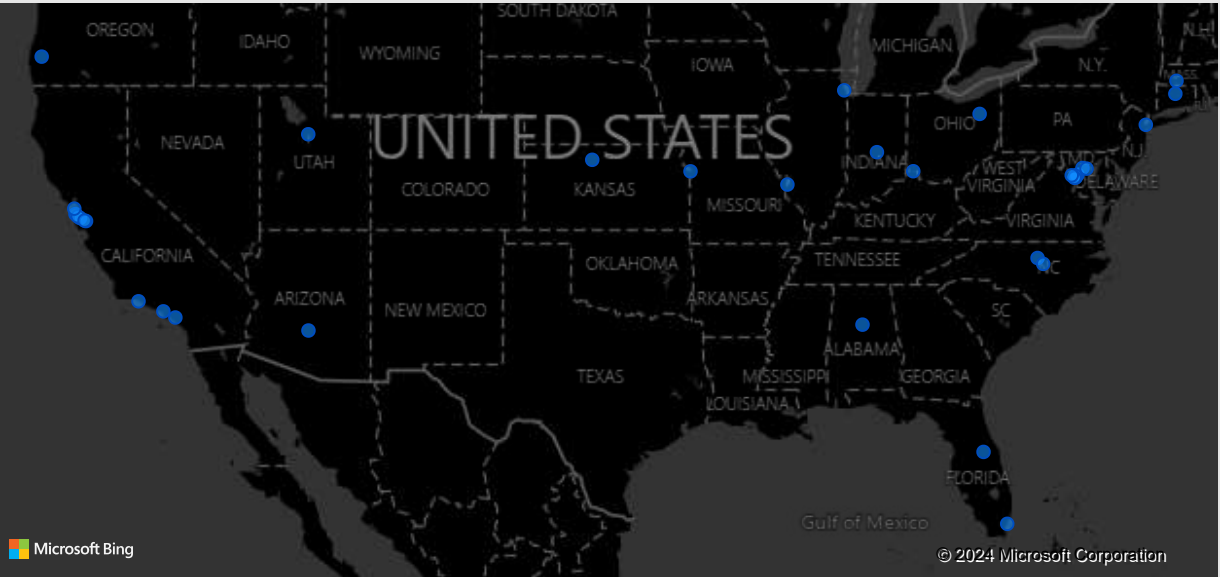 SOUTH DAKOTA
OREGON
IDAHO
WYOMING
IOWA
MICHIGAN
N.H.
N.Y.
MASS.
NEVADA
UTAH
UNITED STATES
OHIO
PA
N.J.
COLORADO
KANSAS
MISSOURI
INDIANA
WEST
VIRGINIA
MD
DELAWARE
KENTUCKY
VIRGINIA
CALIFORNIA
OKLAHOMA
TENNESSEE
NC
ARIZONA
NEW MEXICO
ARKANSAS
SC
TEXAS
MISSISSIPPI
ALABAMA
GEORGIA
LOUISIANA
FLORIDA
Gulf of Mexico
Microsoft Bing
© 2024 Microsoft Corporation